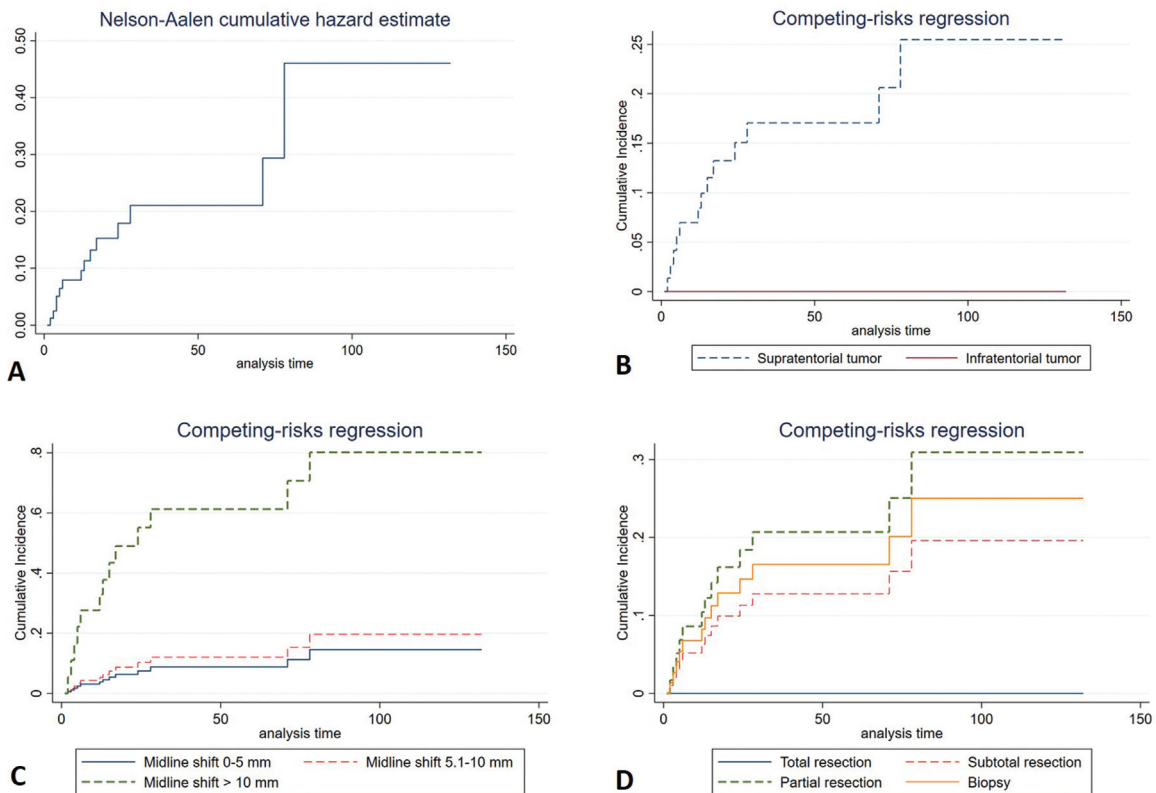 Nelson-Aalen cumulative hazard estimate
0.50
0.40
0.30
0.20
0.10
0.00
0 50 100 150
analysis time
A
Competing-risks regression
Cumulative Incidence
.25
.2
.15
.1
.05
0
0 50 100 150
analysis time
Supratentorial tumor Infratentorial tumor
B
Competing-risks regression
Cumulative Incidence
.8
.6
.4
.2
0
0 50 100 150
analysis time
Midline shift 0-5 mm Midline shift 5.1-10 mm
Midline shift > 10 mm
C
Competing-risks regression
Cumulative Incidence
.3
.2
.1
0
0 50 100 150
analysis time
Total resection Subtotal resection
Partial resection Biopsy
D